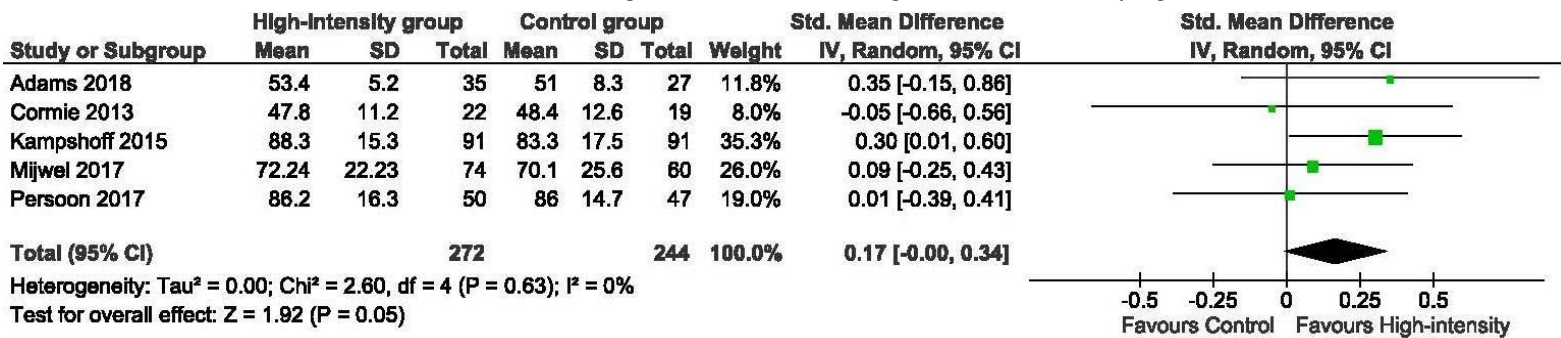 High-intensity group Control group Std. Mean Difference Std. Mean Difference
Study or Subgroup Mean SD Total Mean SD Total Weight IV, Random, 95% CI IV, Random, 95% CI
Adams 2018 53.4 5.2 35 51 8.3 27 11.8% 0.35 [-0.15, 0.86]
Cormie 2013 47.8 11.2 22 48.4 12.6 19 8.0% -0.05 [-0.66, 0.56]
Kampshoff 2015 88.3 15.3 91 83.3 17.5 91 35.3% 0.30 [0.01, 0.60]
Mijwel 2017 72.24 22.23 74 70.1 25.6 60 26.0% 0.09 [-0.25, 0.43]
Persoon 2017 86.2 16.3 50 86 14.7 47 19.0% 0.01 [-0.39, 0.41]
Total (95% CI) 272 244 100.0% 0.17 [-0.00, 0.34]
Heterogeneity: Tau² = 0.00; Chi² = 2.60, df = 4 (P = 0.63); I² = 0%
Test for overall effect: Z = 1.92 (P = 0.05)
-0.5 -0.25 0 0.25 0.5
Favours Control Favours High-intensity